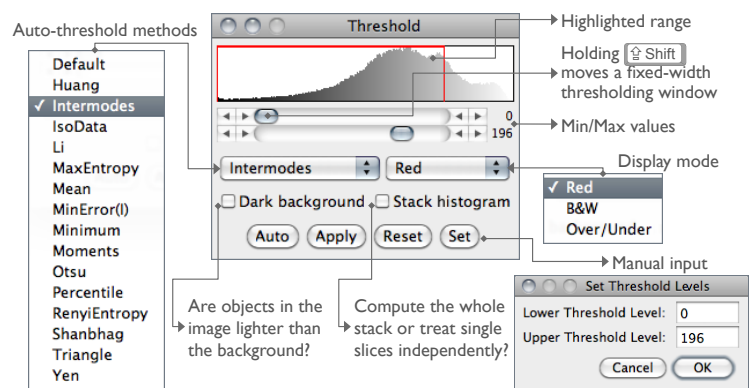 Auto-threshold methods
Default
Huang
✓ Intermodes
IsoData
Li
MaxEntropy
Mean
MinError(I)
Minimum
Moments
Otsu
Percentile
RenyiEntropy
Shanbhag
Triangle
Yen
Threshold
0
196
Intermodes
Red
Dark background
Stack histogram
Auto
Apply
Reset
Set
Highlighted range
Holding ⇧ Shift
moves a fixed-width
thresholding window
Min/Max values
Display mode
✓ Red
B&W
Over/Under
Manual input
Are objects in the
image lighter than
the background?
Compute the whole
stack or treat single
slices independently?
Set Threshold Levels
Lower Threshold Level: 0
Upper Threshold Level: 196
Cancel
OK